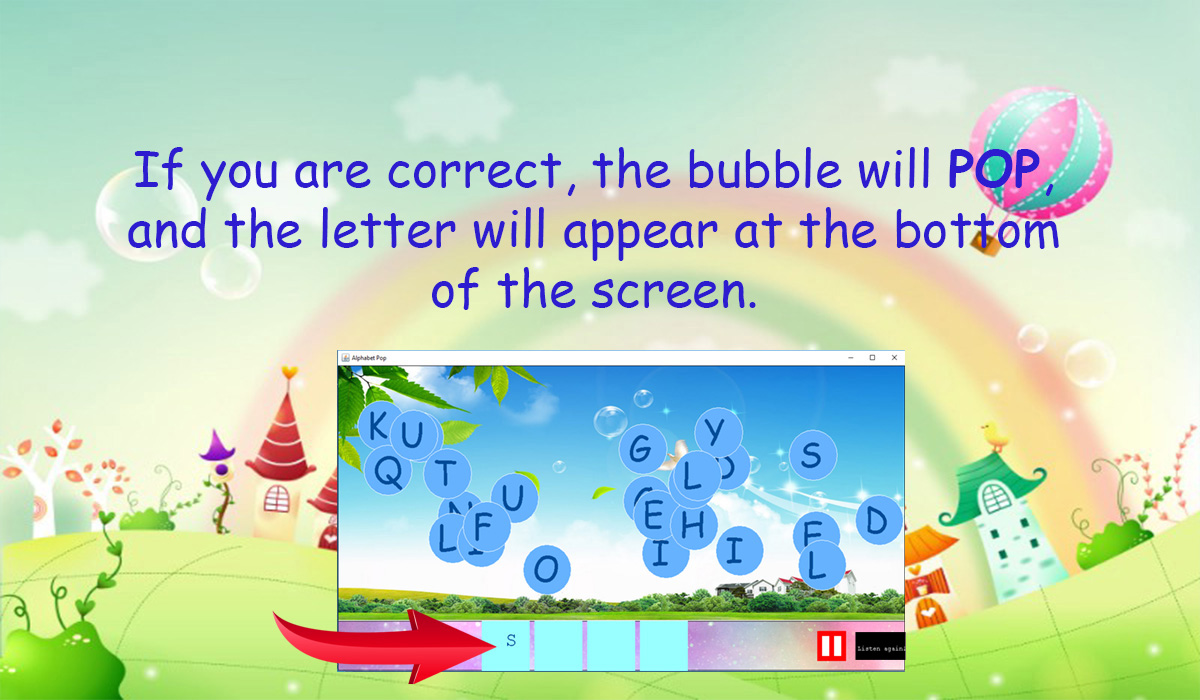 If you are correct, the bubble will POP,
and the letter will appear at the bottom
of the screen.
Alphabet Pop
K
U
Q
T
U
F
L
I
O
G
Y
L
S
E
H
I
I
D
L
S
Listen again!